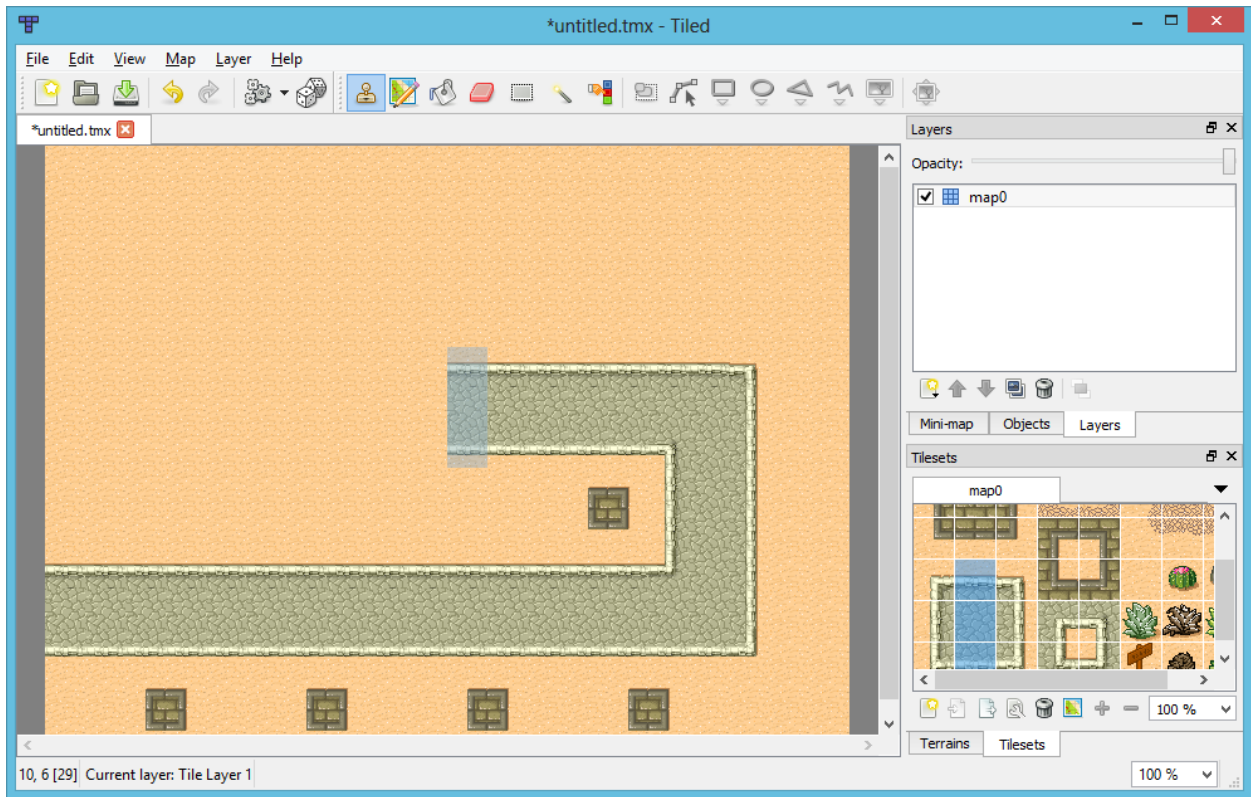 *untitled.tmx - Tiled
File Edit View Map Layer Help
*untitled.tmx
Layers
Opacity:
map0
Mini-map Objects Layers
Tilesets
map0
100 %
Terrains Tilesets
10, 6 [29] Current layer: Tile Layer 1
100 %